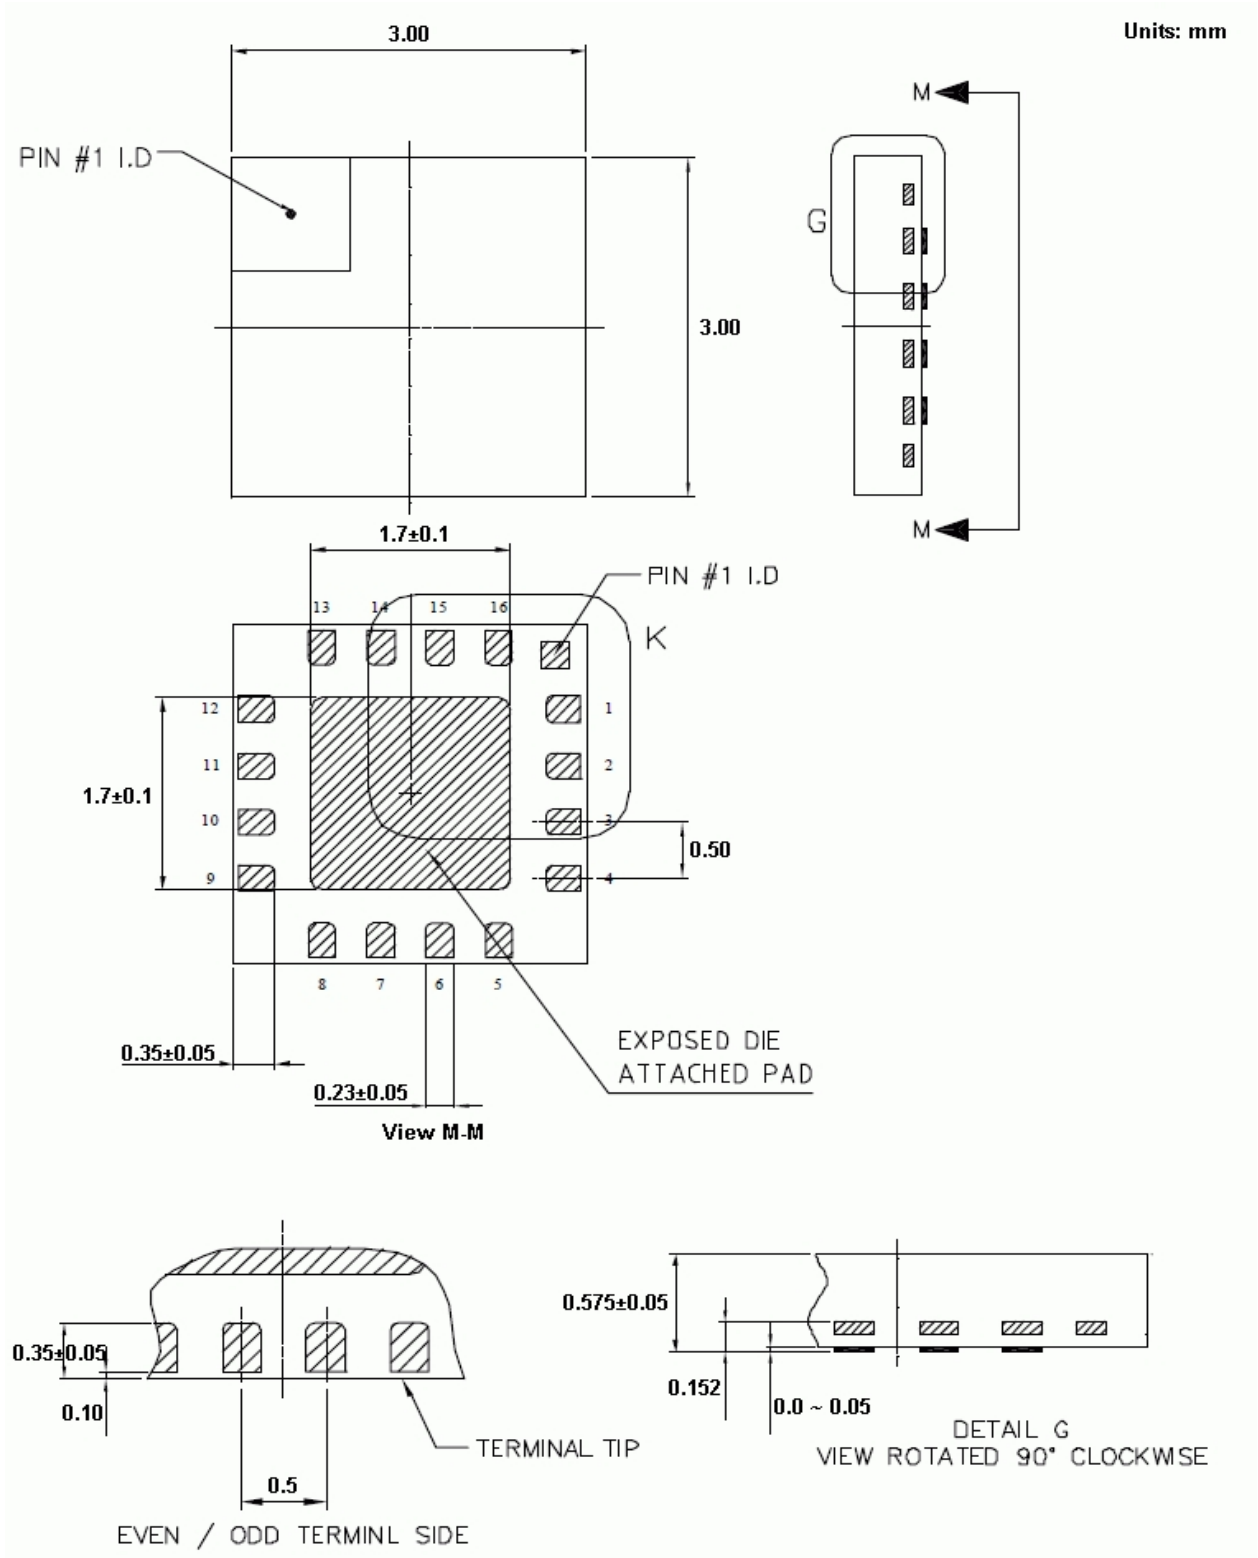 3.00
Units: mm
M
PIN #1 I.D
G
3.00
M
1.7±0.1
PIN #1 I.D
13 14 15 16
K
12 1
11 2
1.7±0.1
10 3
0.50
9 4
8 7 6 5
EXPOSED DIE
ATTACHED PAD
0.35±0.05
0.23±0.05
View M-M
0.575±0.05
0.35±0.05
0.152
0.0 ~ 0.05
0.10
DETAIL G
VIEW ROTATED 90° CLOCKWISE
TERMINAL TIP
0.5
EVEN / ODD TERMINL SIDE